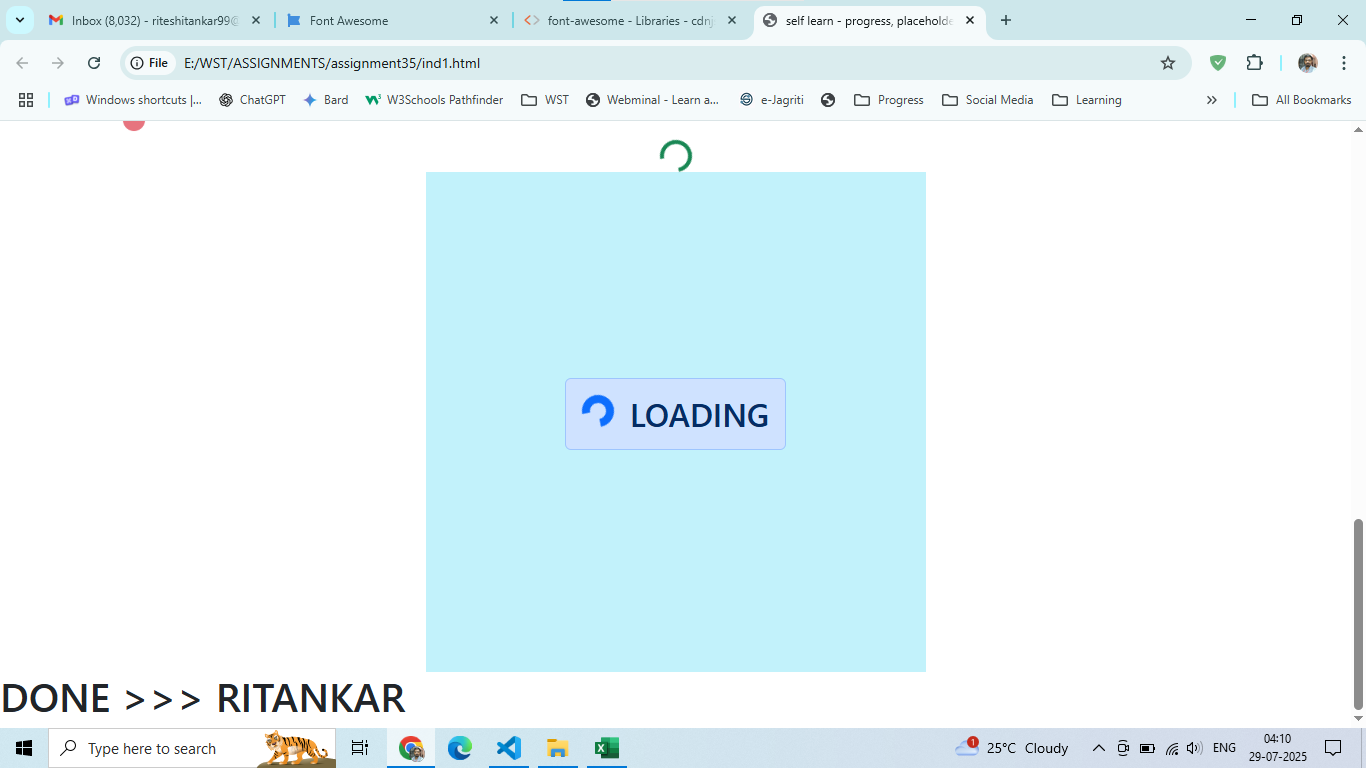 Inbox (8,032) - riteshitankar99@
Font Awesome
font-awesome - Libraries - cdnj
self learn - progress, placeholde
File
E:/WST/ASSIGNMENTS/assignment35/ind1.html
Windows shortcuts |...
ChatGPT
Bard
W3Schools Pathfinder
WST
Webminal - Learn a...
e-Jagriti
Progress
Social Media
Learning
»
All Bookmarks
LOADING
DONE >>> RITANKAR
Type here to search
1
25°C Cloudy
ENG
04:10
29-07-2025